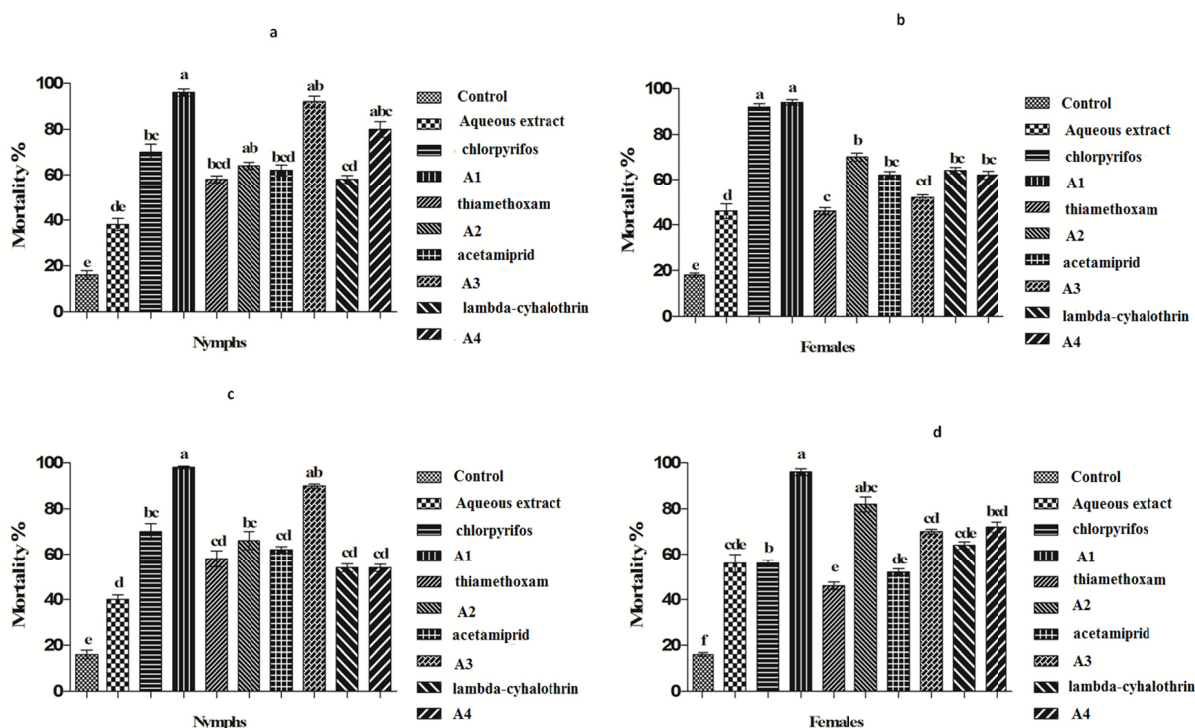 a
Mortality%
100
80
60
40
20
0
e
de
bc
a
bcd
ab
bcd
ab
cd
abc
Nymphs
Control
Aqueous extract
chlorpyrifos
A1
thiamethoxam
A2
acetamiprid
A3
lambda-cyhalothrin
A4
b
Mortality%
100
80
60
40
20
0
e
d
a
a
c
b
bc
cd
bc
bc
Females
Control
Aqueous extract
chlorpyrifos
A1
thiamethoxam
A2
acetamiprid
A3
lambda-cyhalothrin
A4
c
Mortality%
100
80
60
40
20
0
e
d
bc
a
cd
bc
cd
ab
cd
cd
Nymphs
Control
Aqueous extract
chlorpyrifos
A1
thiamethoxam
A2
acetamiprid
A3
lambda-cyhalothrin
A4
d
Mortality%
100
80
60
40
20
0
f
cde
b
a
e
abc
de
cd
cde
bxd
Females
Control
Aqueous extact
chlorpyrifos
A1
thiamethoxam
A2
acetamiprid
A3
lambda-cyhalothrin
A4